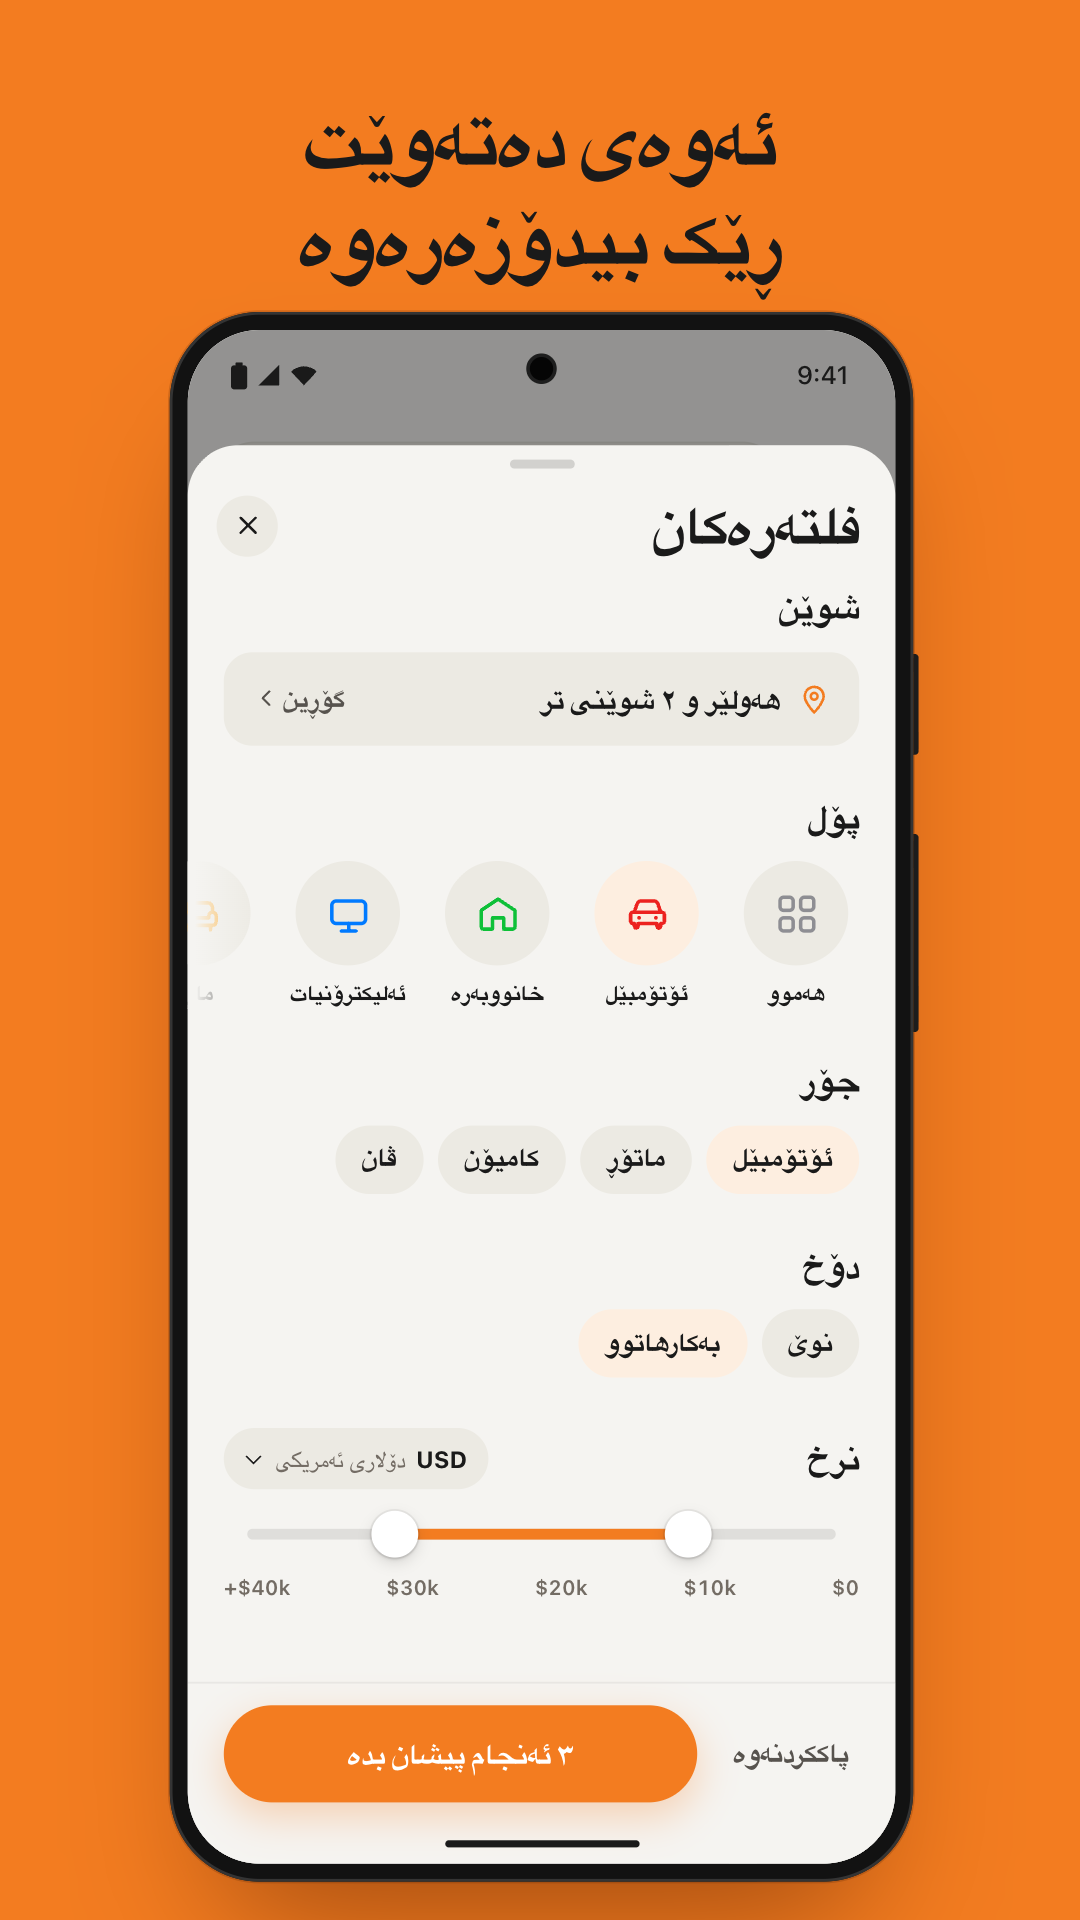 ئەوەی دەتەوێت
ڕێک بیدۆزەرەوە
9:41
فلتەرەکان
شوێن
هەولێر و ٢ شوێنی تر
گۆڕین
پۆل
هەموو
ئۆتۆمبێل
خانووبەرە
ئەلیکترۆنیات
ما
جۆر
ئۆتۆمبێل
ماتۆڕ
کامیۆن
ڤان
دۆخ
نوێ
بەکارهاتوو
نرخ
USD دۆلاری ئەمریکی
$0
$10k
$20k
$30k
+$40k
پاککردنەوە
٣ ئەنجام پیشان بدە